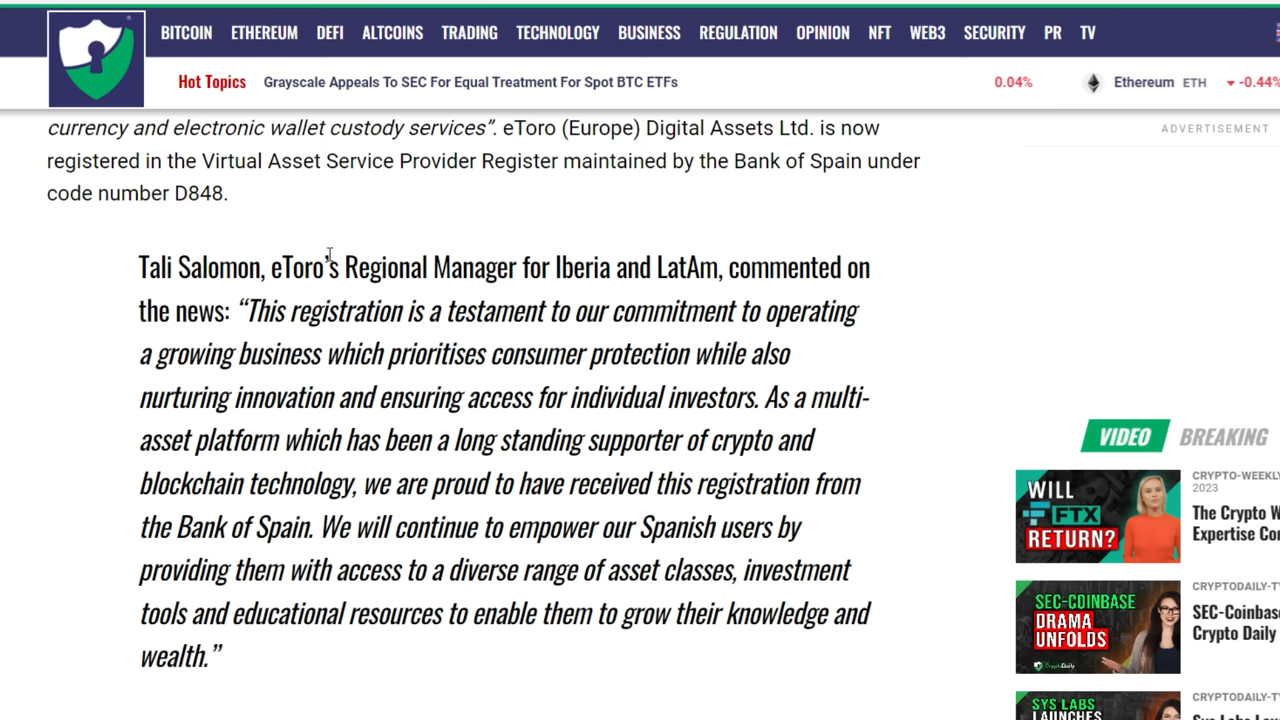 BITCOIN ETHEREUM DEFI ALTCOINS TRADING TECHNOLOGY BUSINESS REGULATION OPINION NFT WEB3 SECURITY PR TV
Hot Topics Grayscale Appeals To SEC For Equal Treatment For Spot BTC ETFs 0.04% Ethereum ETH -0.44%
currency and electronic wallet custody services”. eToro (Europe) Digital Assets Ltd. is now
registered in the Virtual Asset Service Provider Register maintained by the Bank of Spain under
code number D848.
Tali Salomon, eToro’s Regional Manager for Iberia and LatAm, commented on
the news: “This registration is a testament to our commitment to operating
a growing business which prioritises consumer protection while also
nurturing innovation and ensuring access for individual investors. As a multi-
asset platform which has been a long standing supporter of crypto and
blockchain technology, we are proud to have received this registration from
the Bank of Spain. We will continue to empower our Spanish users by
providing them with access to a diverse range of asset classes, investment
tools and educational resources to enable them to grow their knowledge and
wealth.”
ADVERTISEMENT
VIDEO BREAKING
WILL
FTX
RETURN?
CRYPTO-WEEKLY
2023
The Crypto W
Expertise Co
SEC-COINBASE
DRAMA
UNFOLDS
CryptoDaily
CRYPTODAILY-T
SEC-Coinbas
Crypto Daily
SYS LABS
LAUNCHES
CRYPTODAILY-T
Sys Labs